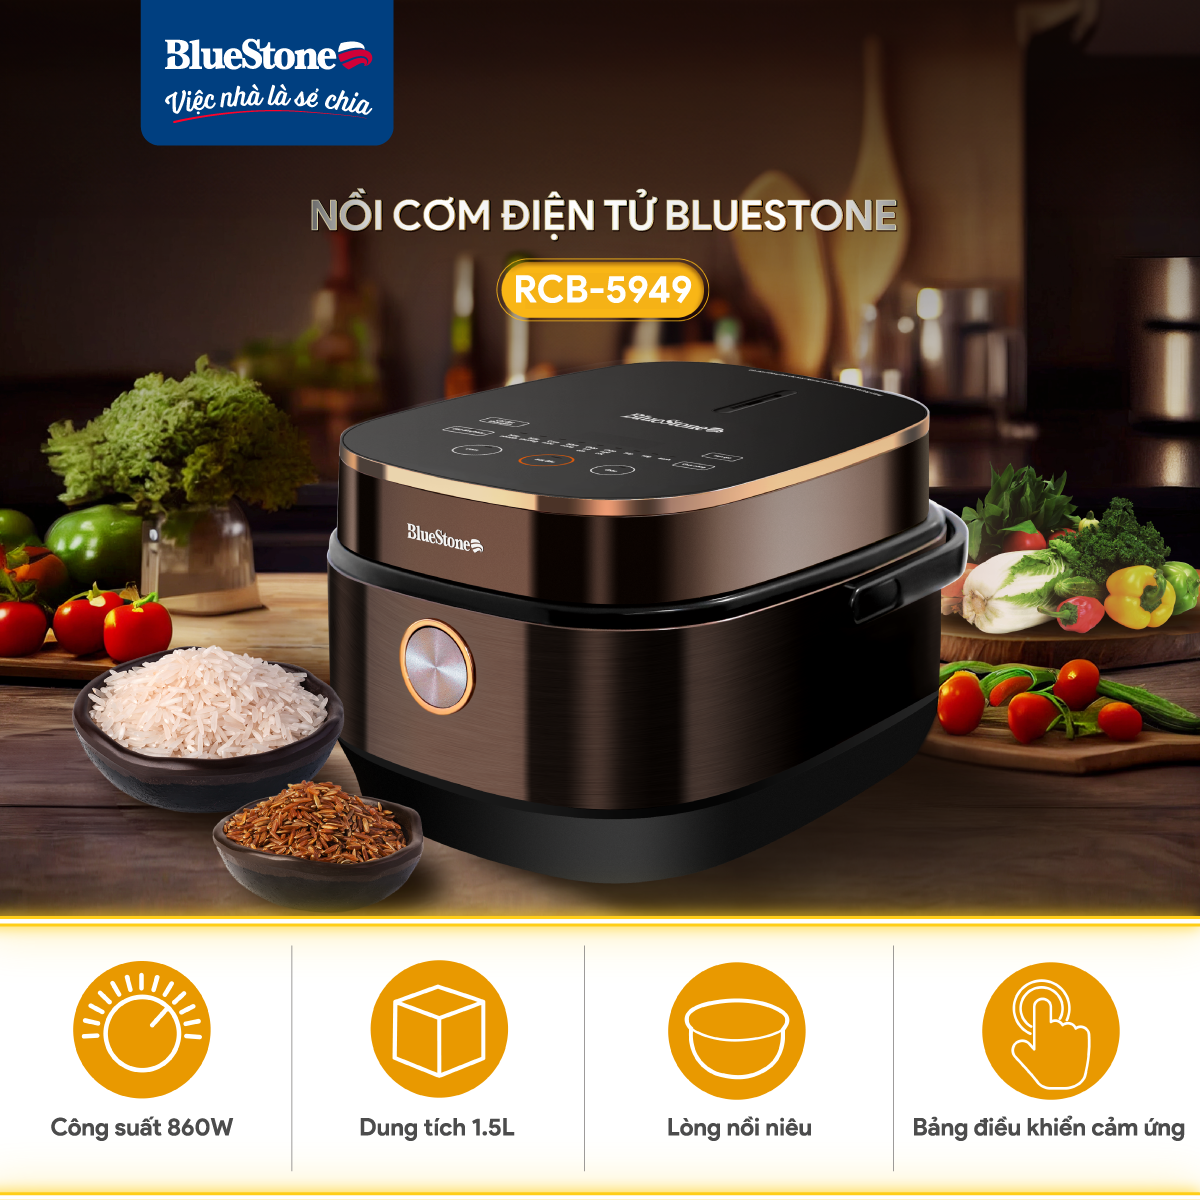 BlueStone
Việc nhà là sẻ chia
NỒI CƠM ĐIỆN TỬ BLUESTONE
RCB-5949
BlueStone
BlueStone
Công suất 860W
Dung tích 1.5L
Lòng nồi niêu
Bảng điều khiển cảm ứng